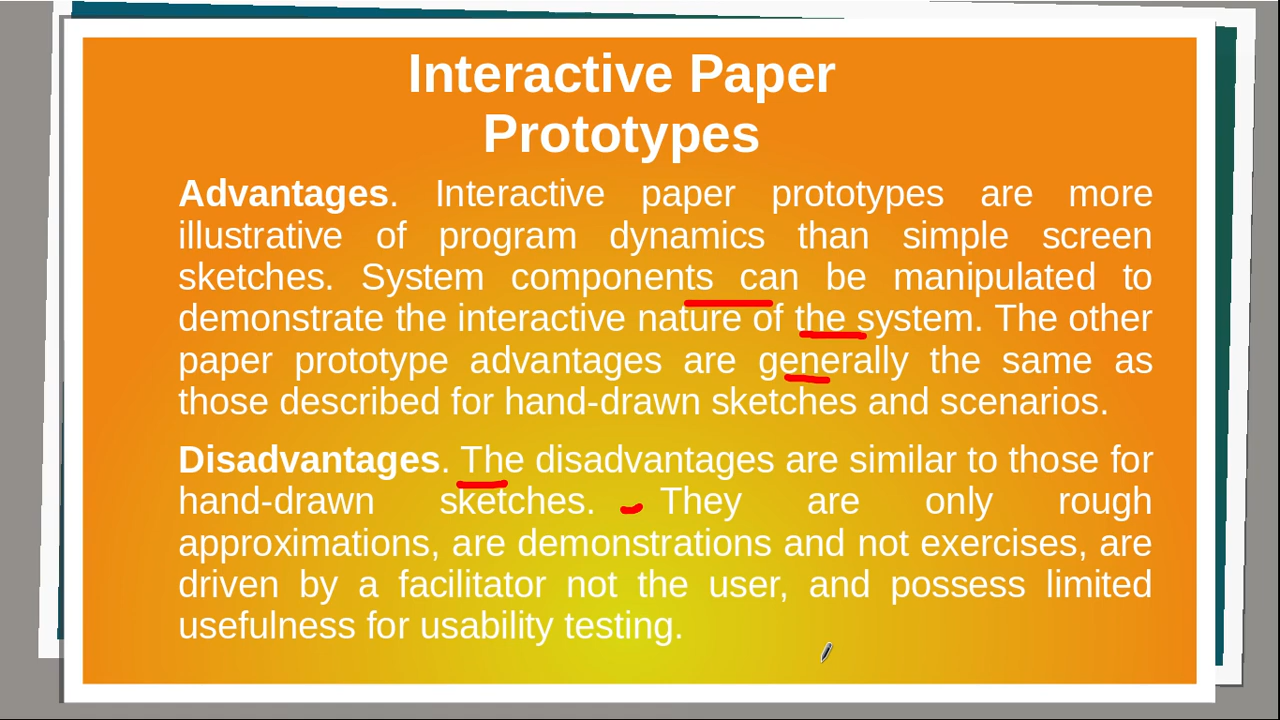 Interactive Paper
Prototypes
Advantages. Interactive paper prototypes are more
illustrative of program dynamics than simple screen
sketches. System components can be manipulated to
demonstrate the interactive nature of the system. The other
paper prototype advantages are generally the same as
those described for hand-drawn sketches and scenarios.
Disadvantages. The disadvantages are similar to those for
hand-drawn sketches. They are only rough
approximations, are demonstrations and not exercises, are
driven by a facilitator not the user, and possess limited
usefulness for usability testing.